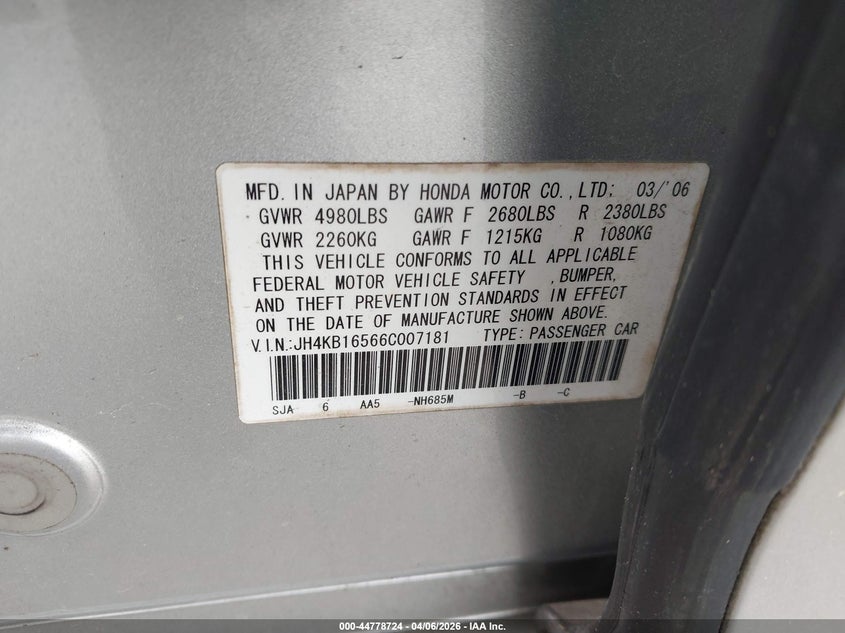 MFD. IN JAPAN BY HONDA MOTOR CO.,LTD: 03/'06
GVWR 4980LBS GAWR F 2680LBS R 2380LBS
GVWR 2260KG GAWR F 1215KG R 1080KG
THIS VEHICLE CONFORMS TO ALL APPLICABLE
FEDERAL MOTOR VEHICLE SAFETY ,BUMPER,
AND THEFT PREVENTION STANDARDS IN EFFECT
ON THE DATE OF MANUFACTURE SHOWN ABOVE.
V.I.N.:JH4KB16566C007181 TYPE: PASSENGER CAR
SJA 6 AA5 -NH685M -B -C
000-44778724 - 04/06/2026 - IAA Inc.